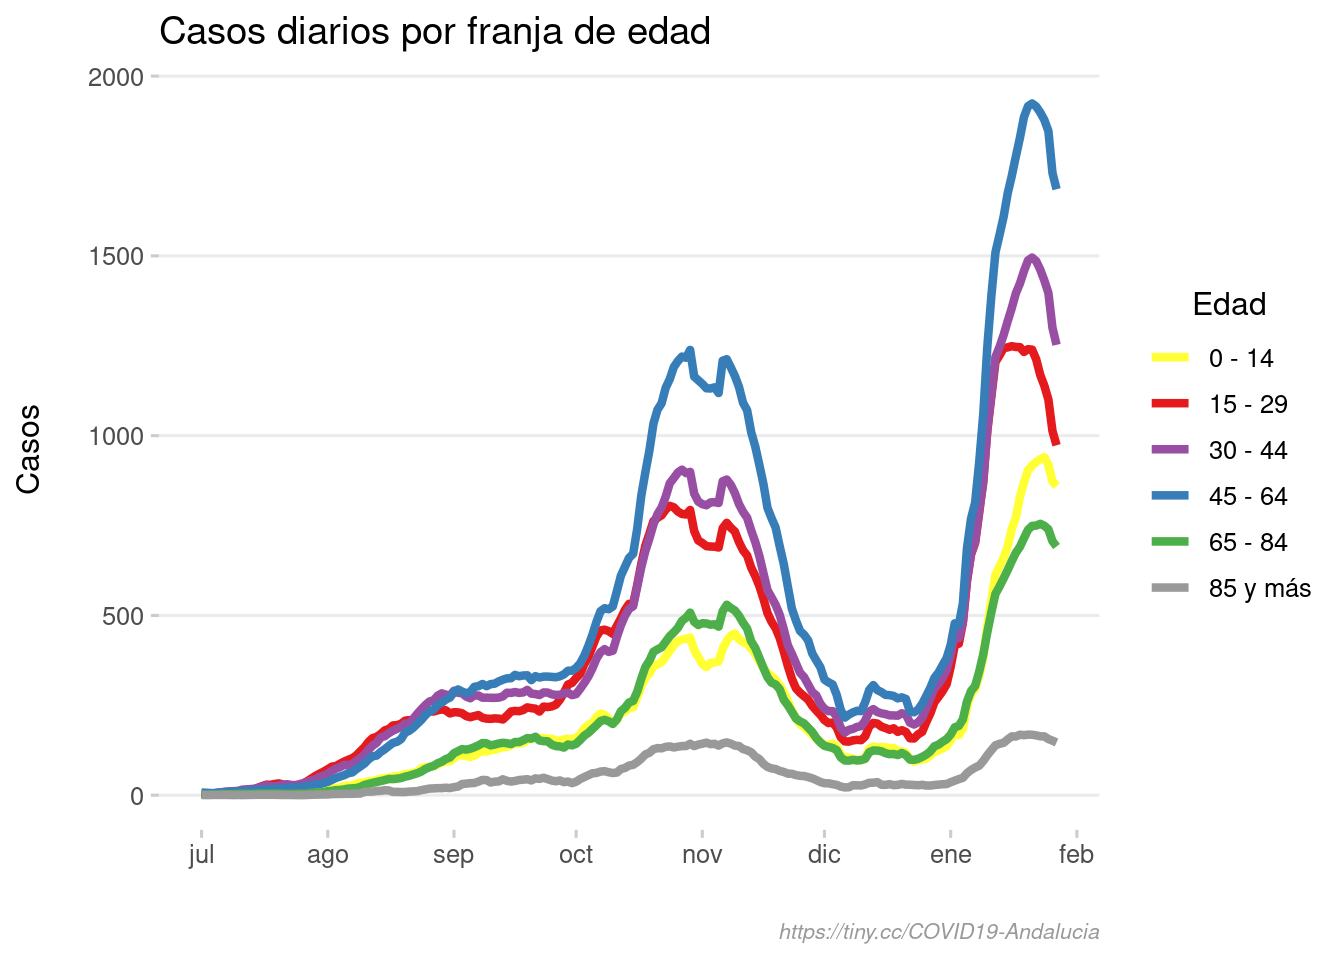 Casos diarios por franja de edad
2000
1500
1000
500
0
Casos
jul ago sep oct nov dic ene feb
Edad
0 - 14
15 - 29
30 - 44
45 - 64
65 - 84
85 y más
https://tiny.cc/COVID19-Andalucia